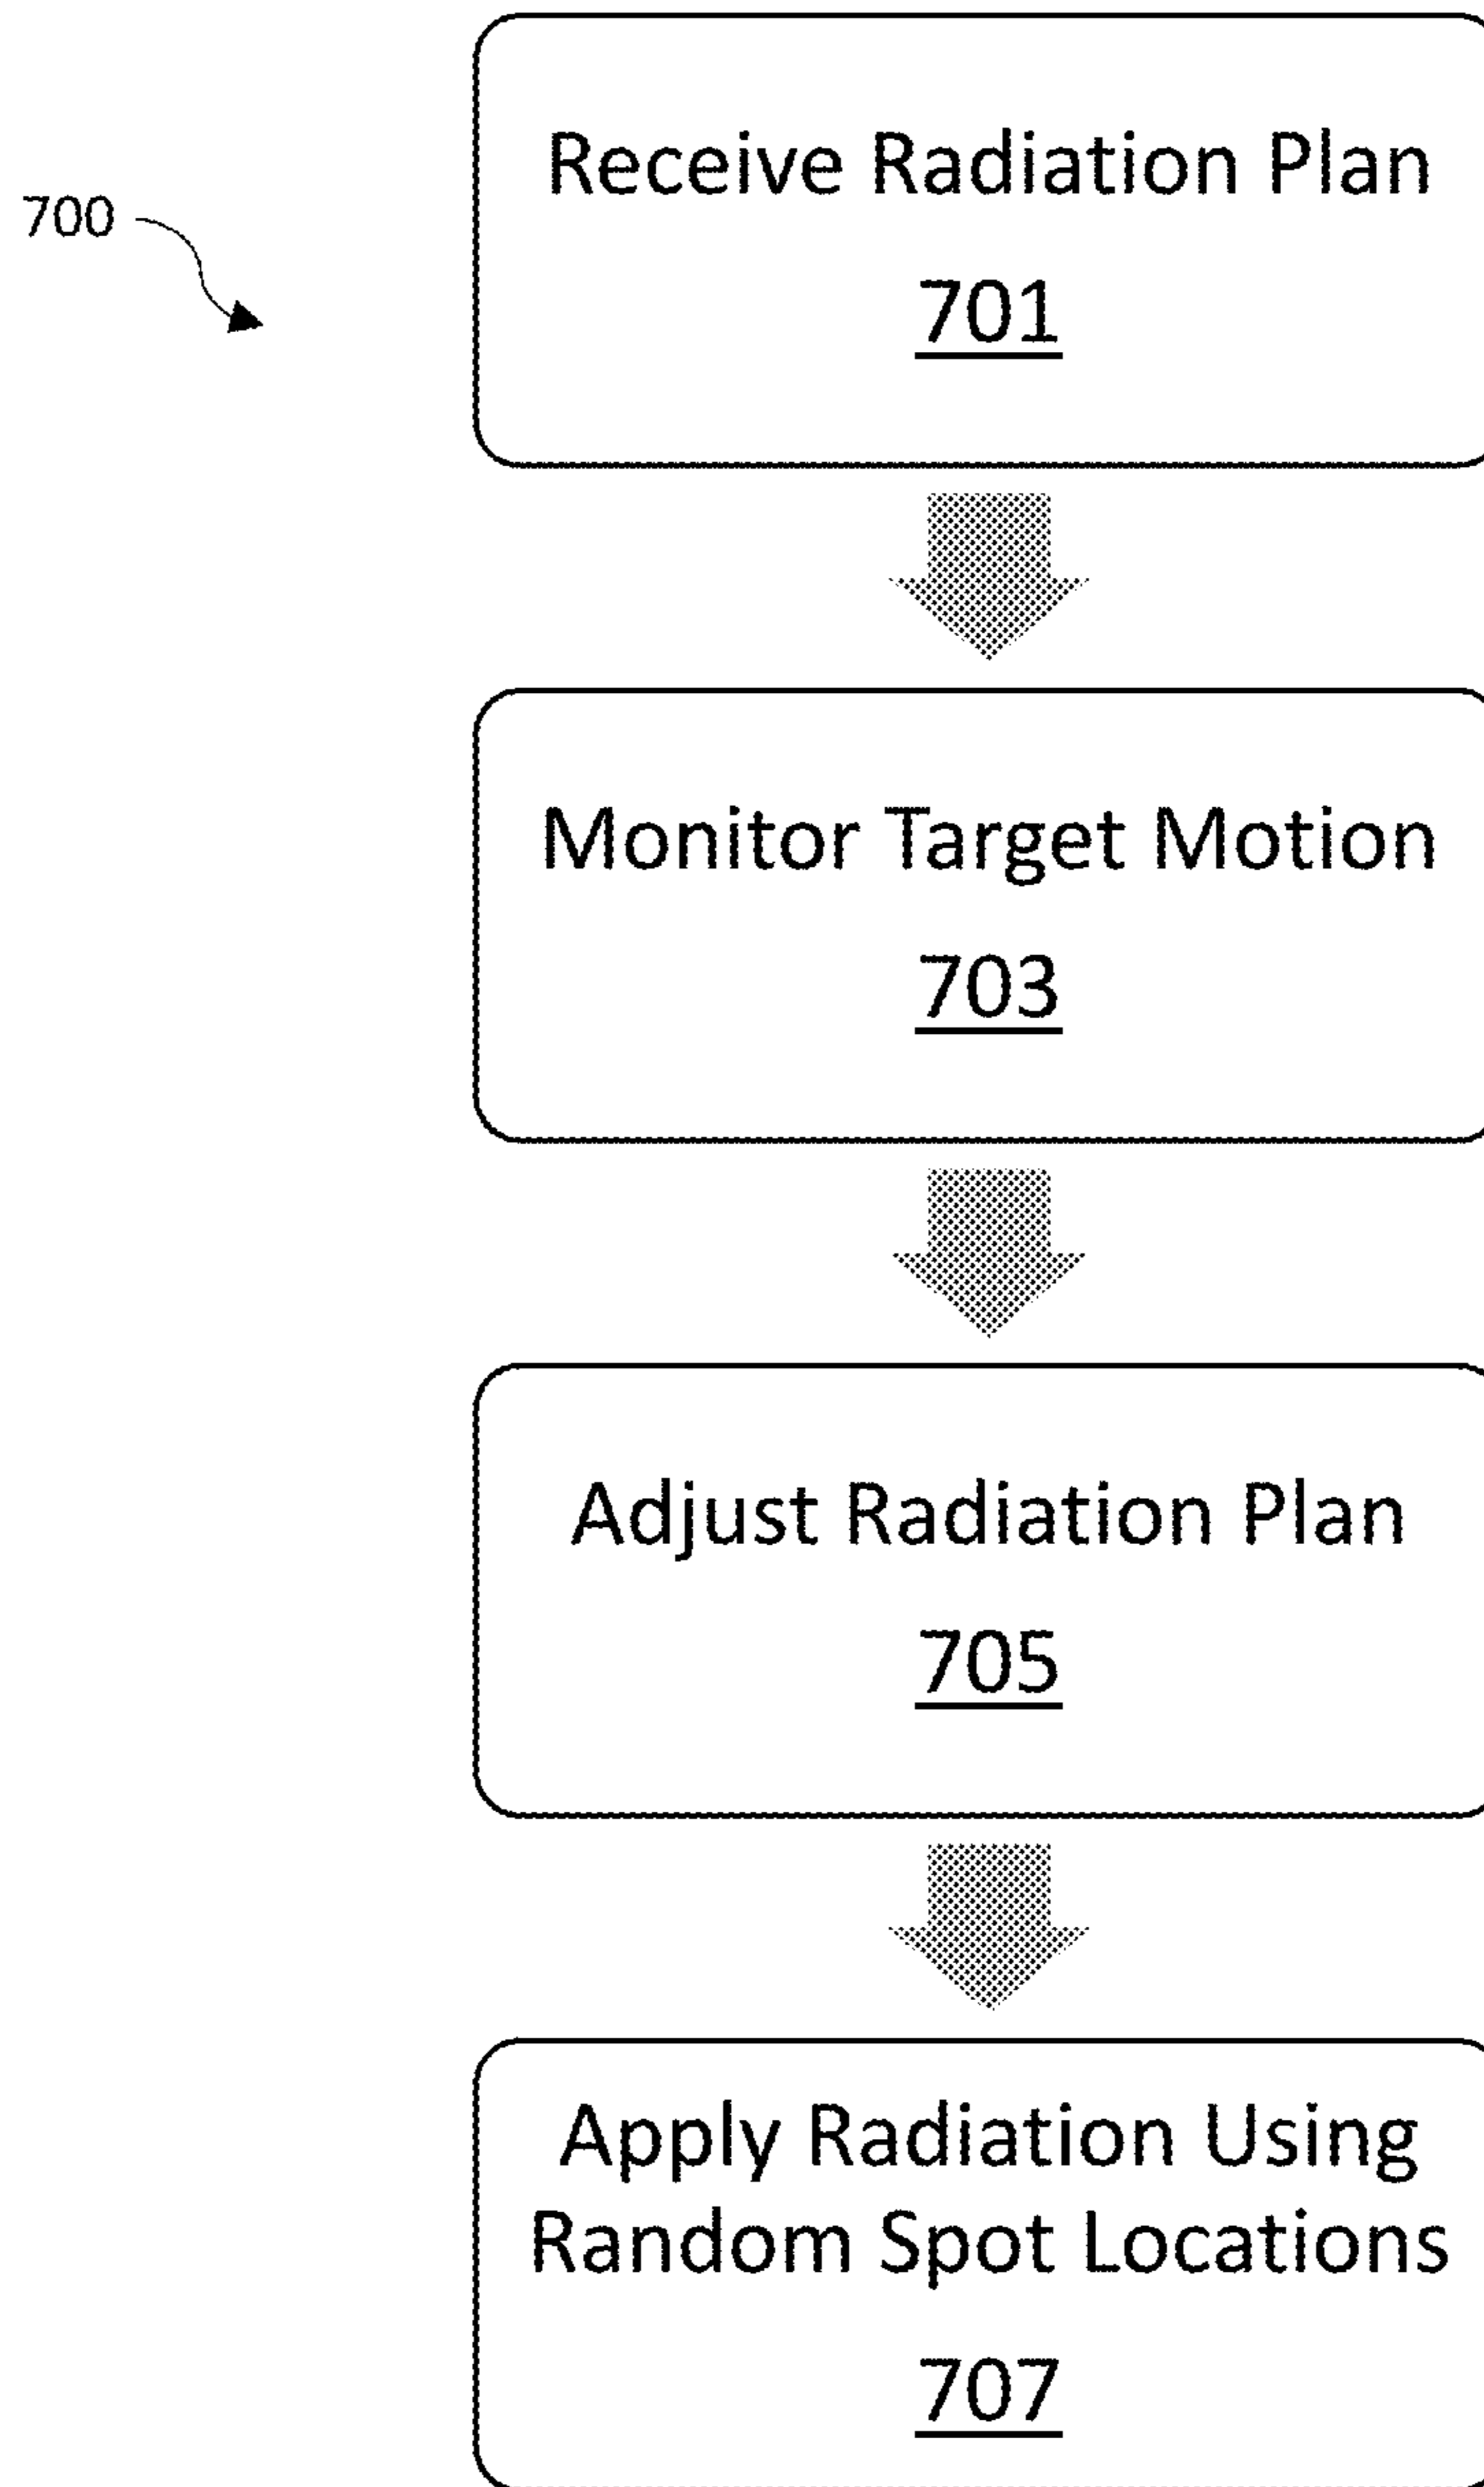 Receive Radiation Plan
700
701
Monitor Target Motion
703
Adjust Radiation Plan
705
Apply Radiation Using
Random Spot Locations
707